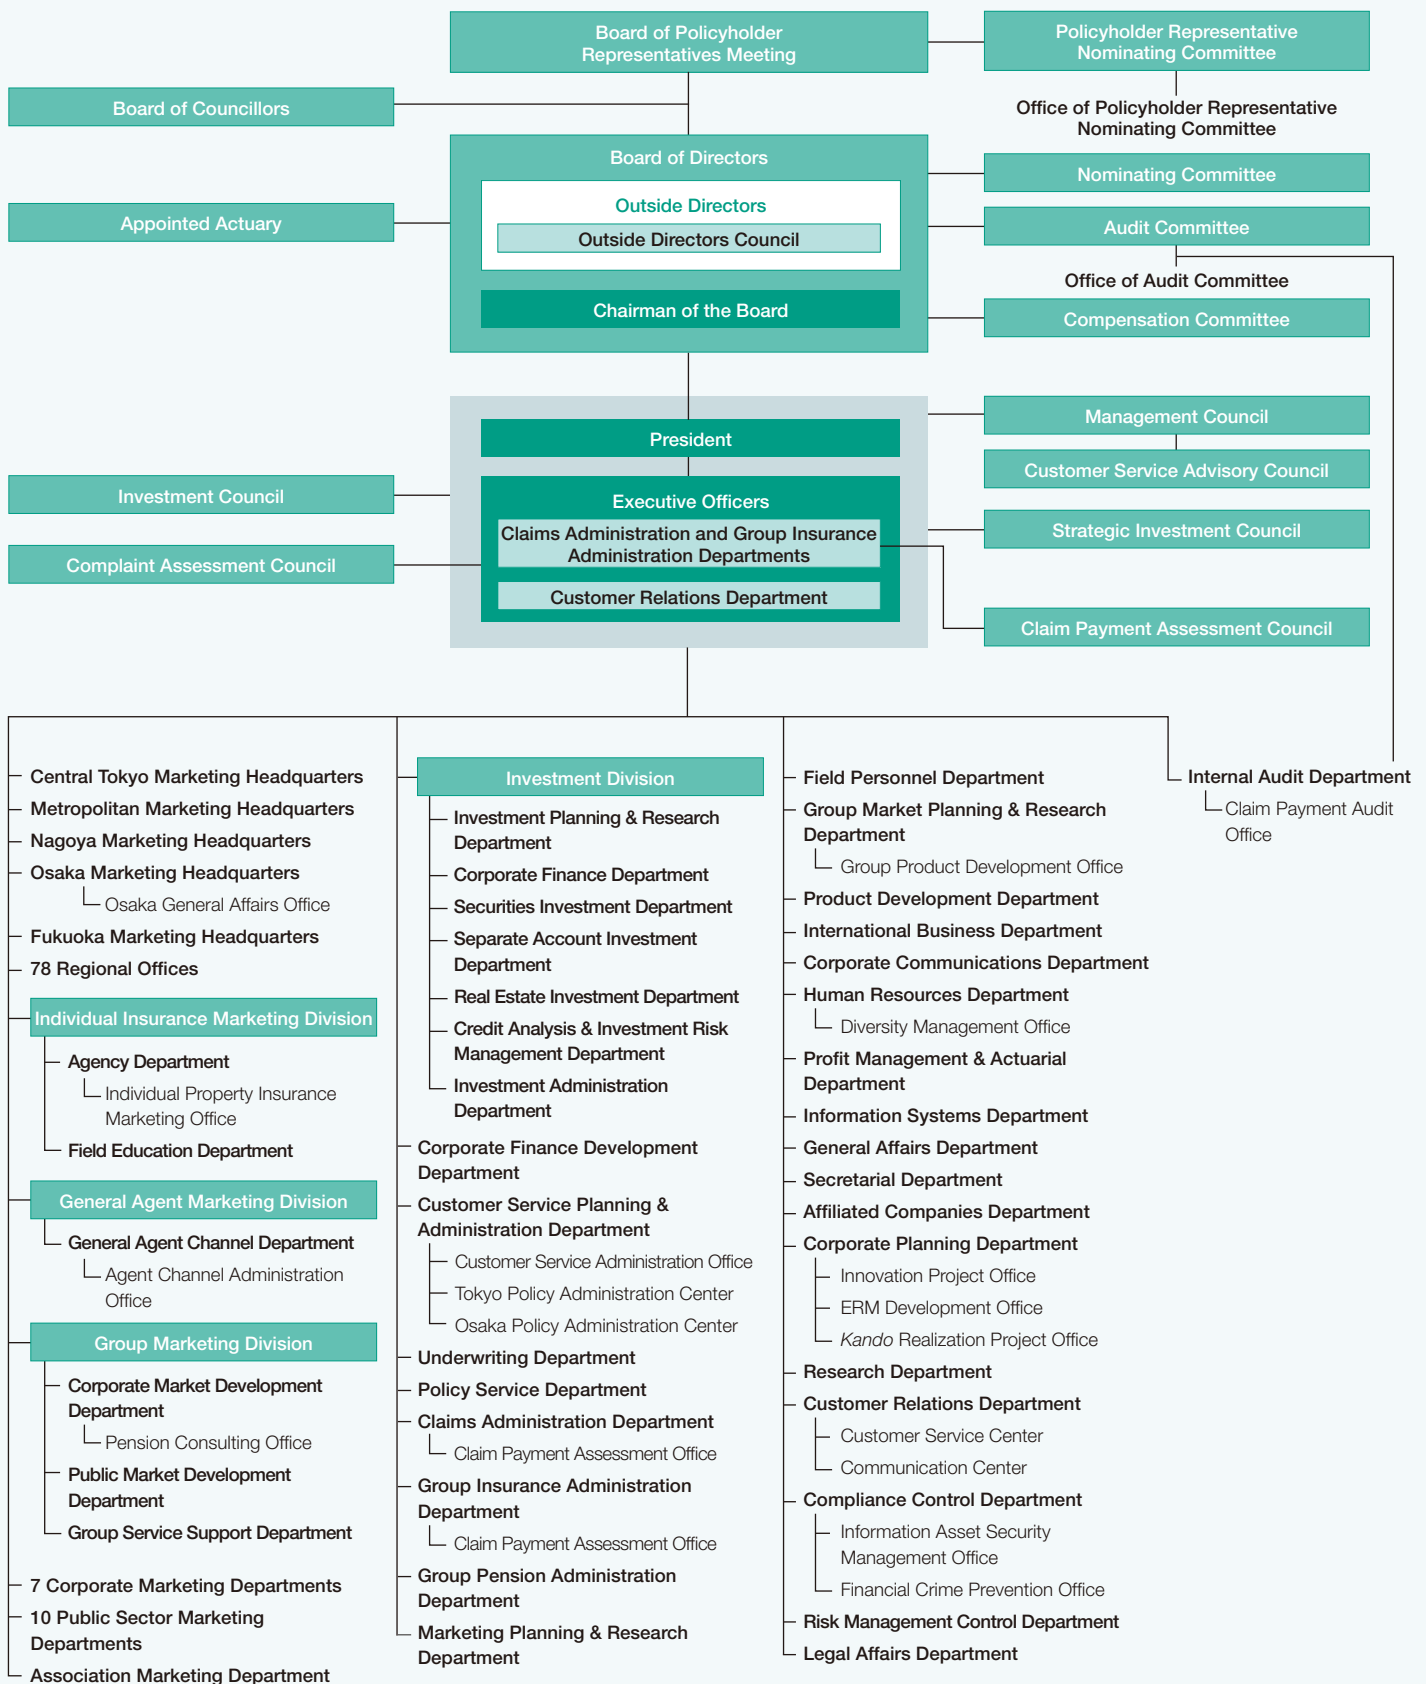 Board of Policyholder
Representatives Meeting
Policyholder Representative
Nominating Committee
Office of Policyholder Representative
Nominating Committee
Board of Councillors
Board of Directors
Outside Directors
Outside Directors Council
Chairman of the Board
Appointed Actuary
Nominating Committee
Audit Committee
Office of Audit Committee
Compensation Committee
President
Executive Officers
Claims Administration and Group Insurance
Administration Departments
Customer Relations Department
Investment Council
Complaint Assessment Council
Management Council
Customer Service Advisory Council
Strategic Investment Council
Claim Payment Assessment Council
Central Tokyo Marketing Headquarters
Metropolitan Marketing Headquarters
Nagoya Marketing Headquarters
Osaka Marketing Headquarters
Osaka General Affairs Office
Fukuoka Marketing Headquarters
78 Regional Offices
Individual Insurance Marketing Division
Agency Department
Individual Property Insurance
Marketing Office
Field Education Department
General Agent Marketing Division
General Agent Channel Department
Agent Channel Administration
Office
Group Marketing Division
Corporate Market Development
Department
Pension Consulting Office
Public Market Development
Department
Group Service Support Department
7 Corporate Marketing Departments
10 Public Sector Marketing
Departments
Association Marketing Department
Investment Division
Investment Planning & Research
Department
Corporate Finance Department
Securities Investment Department
Separate Account Investment
Department
Real Estate Investment Department
Credit Analysis & Investment Risk
Management Department
Investment Administration
Department
Corporate Finance Development
Department
Customer Service Planning &
Administration Department
Customer Service Administration Office
Tokyo Policy Administration Center
Osaka Policy Administration Center
Underwriting Department
Policy Service Department
Claims Administration Department
Claim Payment Assessment Office
Group Insurance Administration
Department
Claim Payment Assessment Office
Group Pension Administration
Department
Marketing Planning & Research
Department
Field Personnel Department
Group Market Planning & Research
Department
Group Product Development Office
Product Development Department
International Business Department
Corporate Communications Department
Human Resources Department
Diversity Management Office
Profit Management & Actuarial
Department
Information Systems Department
General Affairs Department
Secretarial Department
Affiliated Companies Department
Corporate Planning Department
Innovation Project Office
ERM Development Office
Kando Realization Project Office
Research Department
Customer Relations Department
Customer Service Center
Communication Center
Compliance Control Department
Information Asset Security
Management Office
Financial Crime Prevention Office
Risk Management Control Department
Legal Affairs Department
Internal Audit Department
Claim Payment Audit
Office